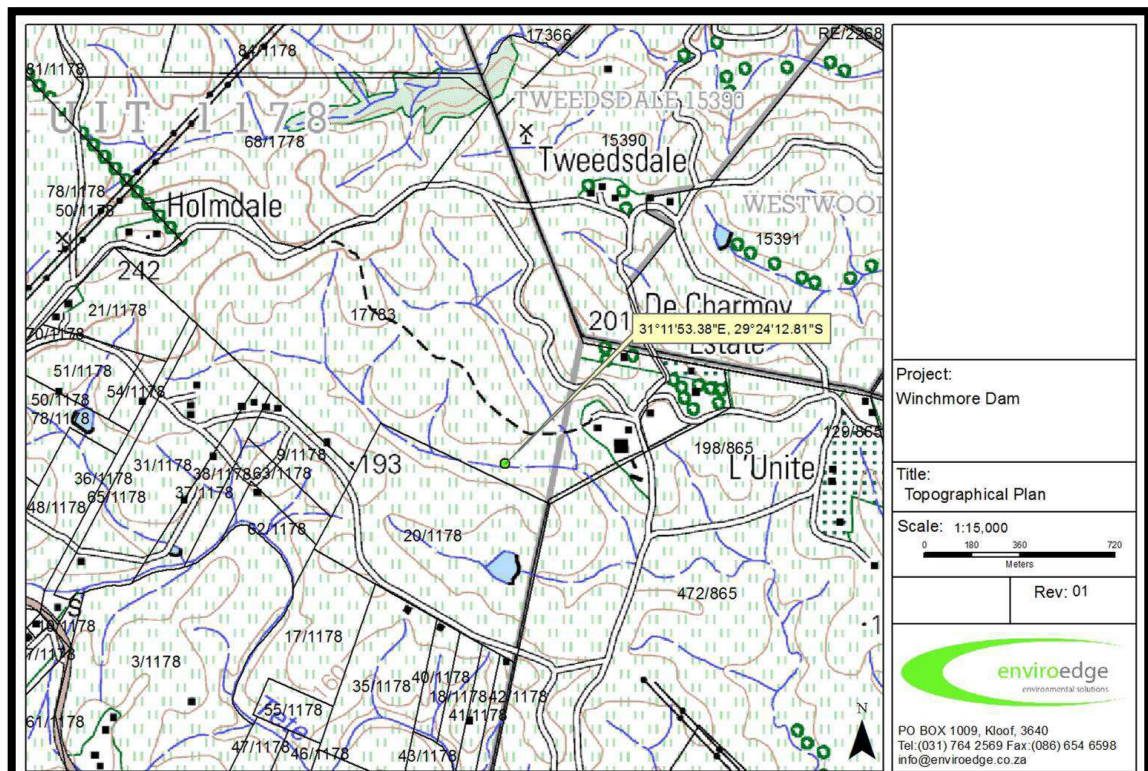 17366
RE/2268
84/1178
81/1178
TWEEDSDALE 15390
UIT 1178
68/1778
15390
Tweedsdale
78/1178
50/1178
Holmdale
WESTWOO
15391
242
21/1178
17783
De Charmoy
Estate
201
31°11'53.38"E, 29°24'12.81"S
70/1178
51/1178
54/1178
50/1178
78/1178
129/865
198/865
9/1178
193
L'Unite
31/1178
38/1178
63/1178
36/1178
65/1178
37/1178
48/1178
62/1178
20/1178
472/865
S
16/1178
7/1178
17/1178
3/1178
160
35/1178
40/1178
18/1178
42/1178
41/1178
55/1178
61/1178
47/1178
46/1178
43/1178
Project:
Winchmore Dam
Title:
Topographical Plan
Scale: 1:15,000
0 180 360 720
Meters
Rev: 01
enviroedge
environmental solutions
N
PO BOX 1009, Kloof, 3640
Tel:(031) 764 2569 Fax:(086) 654 6598
info@enviroedge.co.za